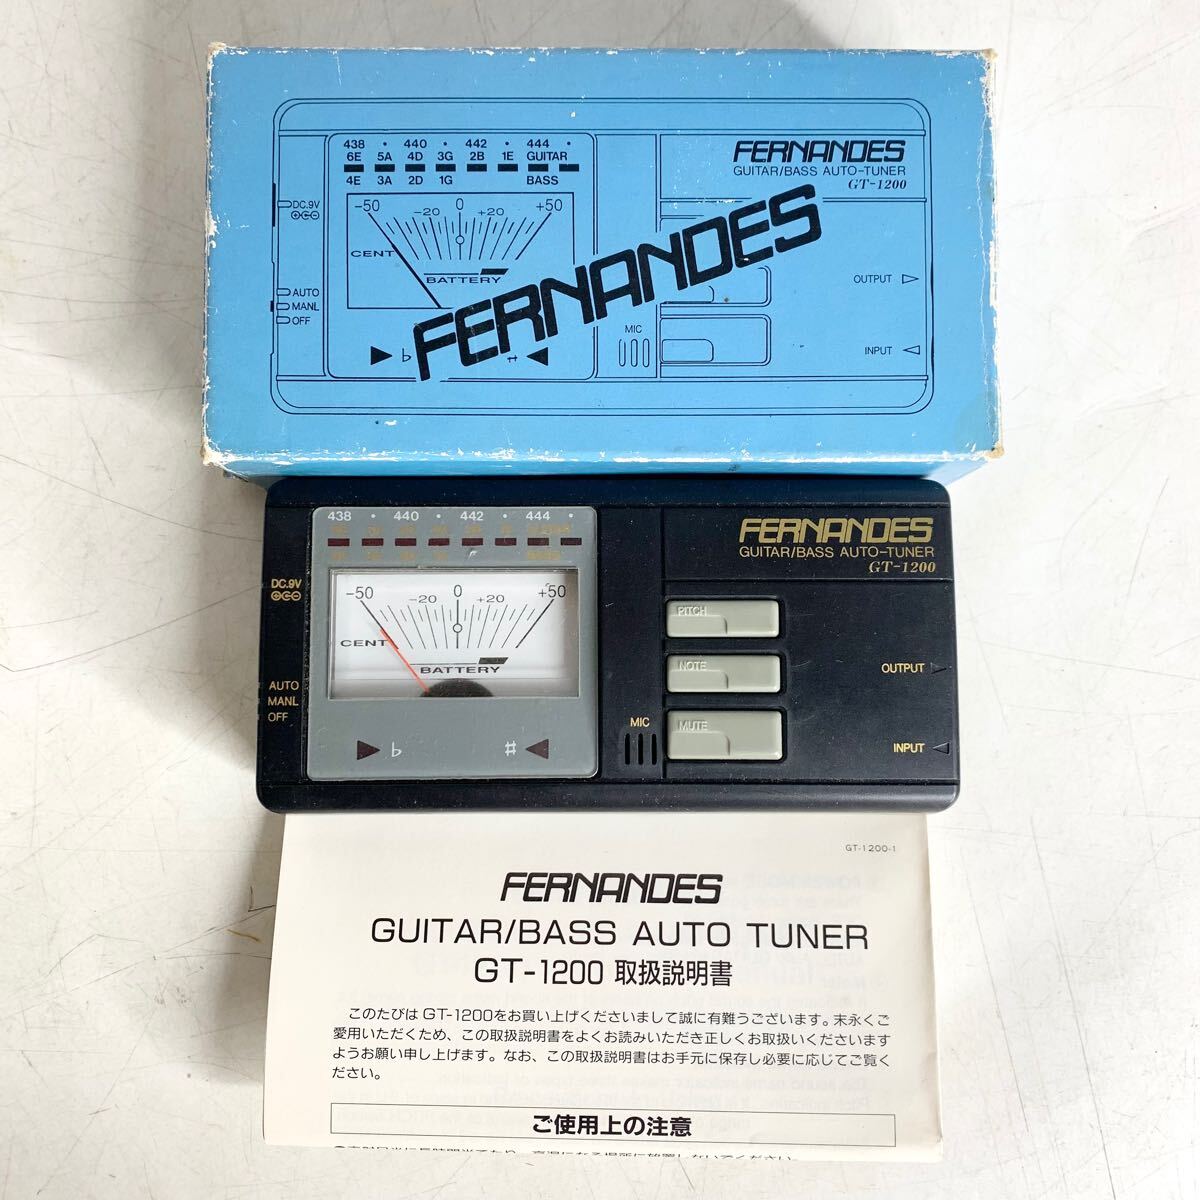 438 · 440 · 442 · 444 ·
6E 5A 4D 3G 2B 1E GUITAR
4E 3A 2D 1G BASS
FERNANDES
GUITAR/BASS AUTO-TUNER
GT-1200
DC.9V
-50 -20 0 +20 +50
CENT
BATTERY
AUTO
MANL
OFF
FERNANDES
♭ ♯
MIC
OUTPUT
INPUT
438 · 440 · 442 · 444 ·
FERNANDES
GUITAR/BASS AUTO-TUNER
GT-1200
DC.9V
-50 -20 0 +20 +50
CENT
BATTERY
PITCH
NOTE
MUTE
AUTO
MANL
OFF
♭ ♯
MIC
OUTPUT
INPUT
GT-1200-1
FERNANDES
GUITAR/BASS AUTO TUNER
GT-1200 取扱説明書
このたびは GT-1200をお買い上げくださいまして誠に有難うございます。末永くご
愛用いただくため、この取扱説明書をよくお読みいただき正しくお取扱いくださいます
ようお願い申し上げます。なお、この取扱説明書はお手元に保存し必要に応じてご覧く
ださい。
ご使用上の注意